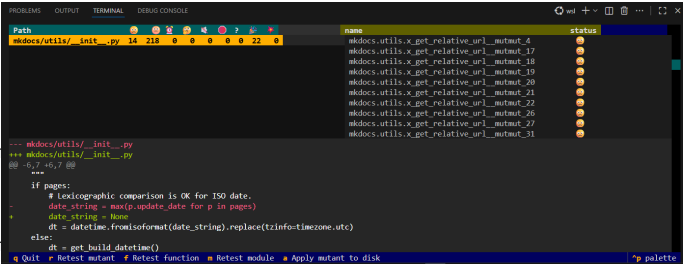 PROBLEMS OUTPUT TERMINAL DEBUG CONSOLE wsl
Path ?
mkdocs/utils/__init__.py 14 218 0 0 0 0 0 22 0
name status
mkdocs.utils.x_get_relative_url__mutmut_4
mkdocs.utils.x_get_relative_url__mutmut_17
mkdocs.utils.x_get_relative_url__mutmut_18
mkdocs.utils.x_get_relative_url__mutmut_19
mkdocs.utils.x_get_relative_url__mutmut_20
mkdocs.utils.x_get_relative_url__mutmut_21
mkdocs.utils.x_get_relative_url__mutmut_22
mkdocs.utils.x_get_relative_url__mutmut_26
mkdocs.utils.x_get_relative_url__mutmut_27
mkdocs.utils.x_get_relative_url__mutmut_31
--- mkdocs/utils/__init__.py
+++ mkdocs/utils/__init__.py
@@ -6,7 +6,7 @@
"""
if pages:
# Lexicographic comparison is OK for ISO date.
- date_string = max(p.update_date for p in pages)
+ date_string = None
dt = datetime.fromisoformat(date_string).replace(tzinfo=timezone.utc)
else:
dt = get_build_datetime()
q Quit r Retest mutant f Retest function m Retest module a Apply mutant to disk ^p palette